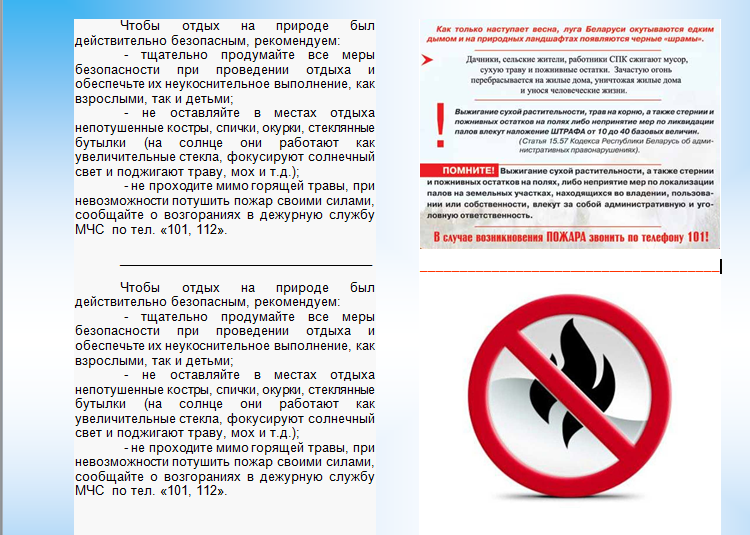 Чтобы отдых на природе был
действительно безопасным, рекомендуем:
- тщательно продумайте все меры
безопасности при проведении отдыха и
обеспечьте их неукоснительное выполнение, как
взрослыми, так и детьми;
- не оставляйте в местах отдыха
непотушенные костры, спички, окурки, стеклянные
бутылки (на солнце они работают как
увеличительные стекла, фокусируют солнечный
свет и поджигают траву, мох и т.д.);
- не проходите мимо горящей травы, при
невозможности потушить пожар своими силами,
сообщайте о возгораниях в дежурную службу
МЧС по тел. «101, 112».
Чтобы отдых на природе был
действительно безопасным, рекомендуем:
- тщательно продумайте все меры
безопасности при проведении отдыха и
обеспечьте их неукоснительное выполнение, как
взрослыми, так и детьми;
- не оставляйте в местах отдыха
непотушенные костры, спички, окурки, стеклянные
бутылки (на солнце они работают как
увеличительные стекла, фокусируют солнечный
свет и поджигают траву, мох и т.д.);
- не проходите мимо горящей травы, при
невозможности потушить пожар своими силами,
сообщайте о возгораниях в дежурную службу
МЧС по тел. «101, 112».
Как только наступает весна, луга Беларуси окутываются едким
дымом и на природных ландшафтах появляются черные «шрамы».
Дачники, сельские жители, работники СПК сжигают мусор,
сухую траву и пожнивные остатки. Зачастую огонь
перебрасывается на жилые дома, уничтожая жилые дома
и унося человеческие жизни.
! Выжигание сухой растительности, трав на корню, а также стерни и
пожнивных остатков на полях либо непринятие мер по ликвидации
палов влекут наложение ШТРАФА от 10 до 40 базовых величин.
(Статья 15.57 Кодекса Республики Беларусь об адми-
нистративных правонарушениях).
ПОМНИТЕ! Выжигание сухой растительности, а также стерни
и пожнивных остатков на полях, либо непринятие мер по локализации
палов на земельных участках, находящихся во владении, пользова-
нии или собственности, влекут за собой административную и уго-
ловную ответственность.
В случае возникновения ПОЖАРА звонить по телефону 101!